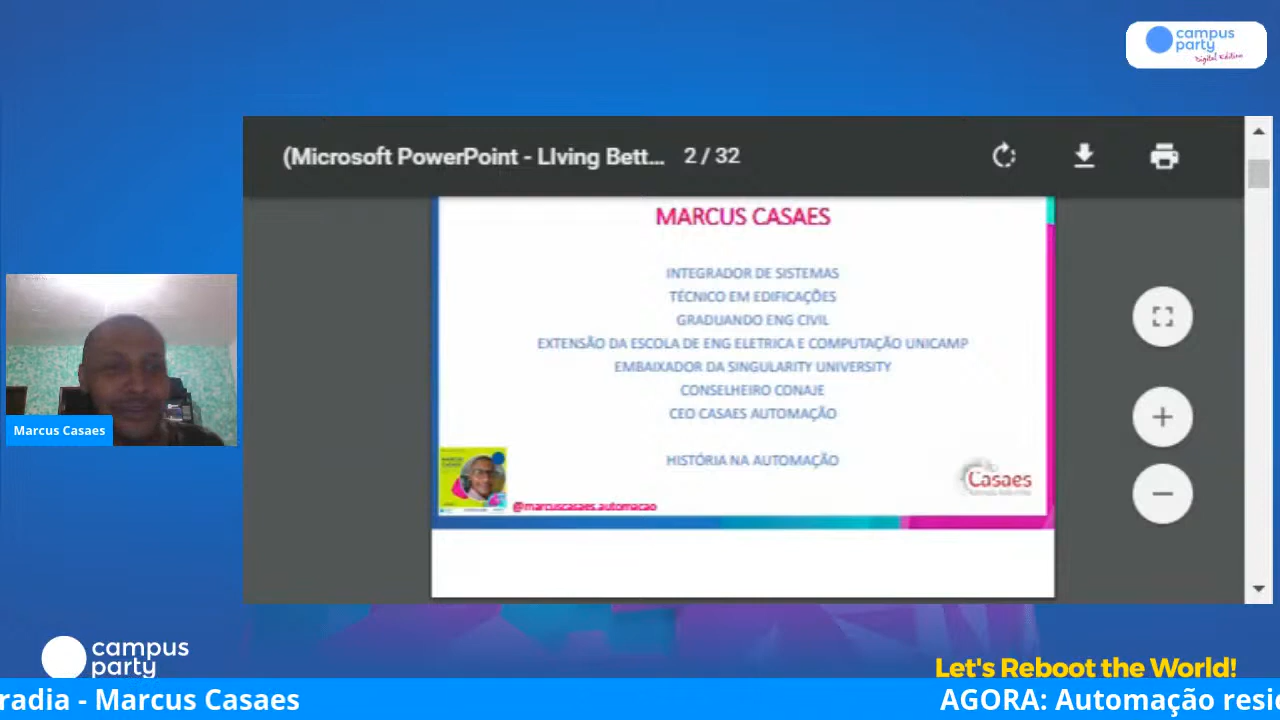 campus
party
Digital Edition
(Microsoft PowerPoint - LIving Bett... 2 / 32
MARCUS CASAES
INTEGRADOR DE SISTEMAS
TÉCNICO EM EDIFICAÇÕES
GRADUANDO ENG CIVIL
EXTENSÃO DA ESCOLA DE ENG ELETRICA E COMPUTAÇÃO UNICAMP
EMBAIXADOR DA SINGULARITY UNIVERSITY
CONSELHEIRO CONAJE
CEO CASAES AUTOMAÇÃO
HISTÓRIA NA AUTOMAÇÃO
MARCUS
CASAES
Casaes
@marcuscasaes.automacao
Marcus Casaes
campus
party
Let's Reboot the World!
radia - Marcus Casaes
AGORA: Automação resid